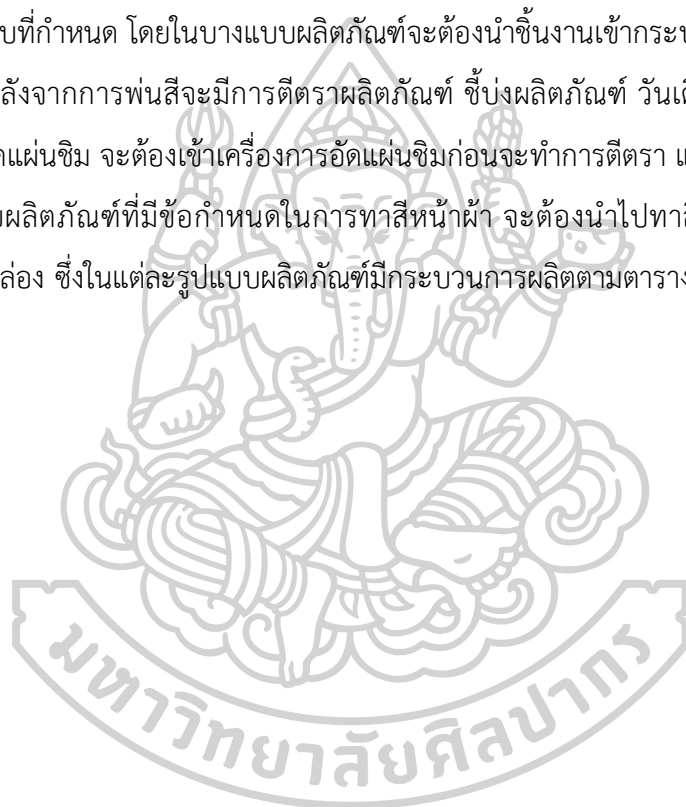 บที่กำหนด โดยในบางแบบผลิตภัณฑ์จะต้องนำชิ้นงานเข้ากระบ
ลังจากการพ่นสีจะมีการตีตราผลิตภัณฑ์ ชี้บ่งผลิตภัณฑ์ วันเดื
ดแผ่นชิม จะต้องเข้าเครื่องการอัดแผ่นชิมก่อนจะทำการตีตรา แ
บผลิตภัณฑ์ที่มีข้อกำหนดในการทาสีหน้าผ้า จะต้องนำไปทาสี
ล่อง ซึ่งในแต่ละรูปแบบผลิตภัณฑ์มีกระบวนการผลิตตามตาราง
มหาวิทยาลัยศิลปากร